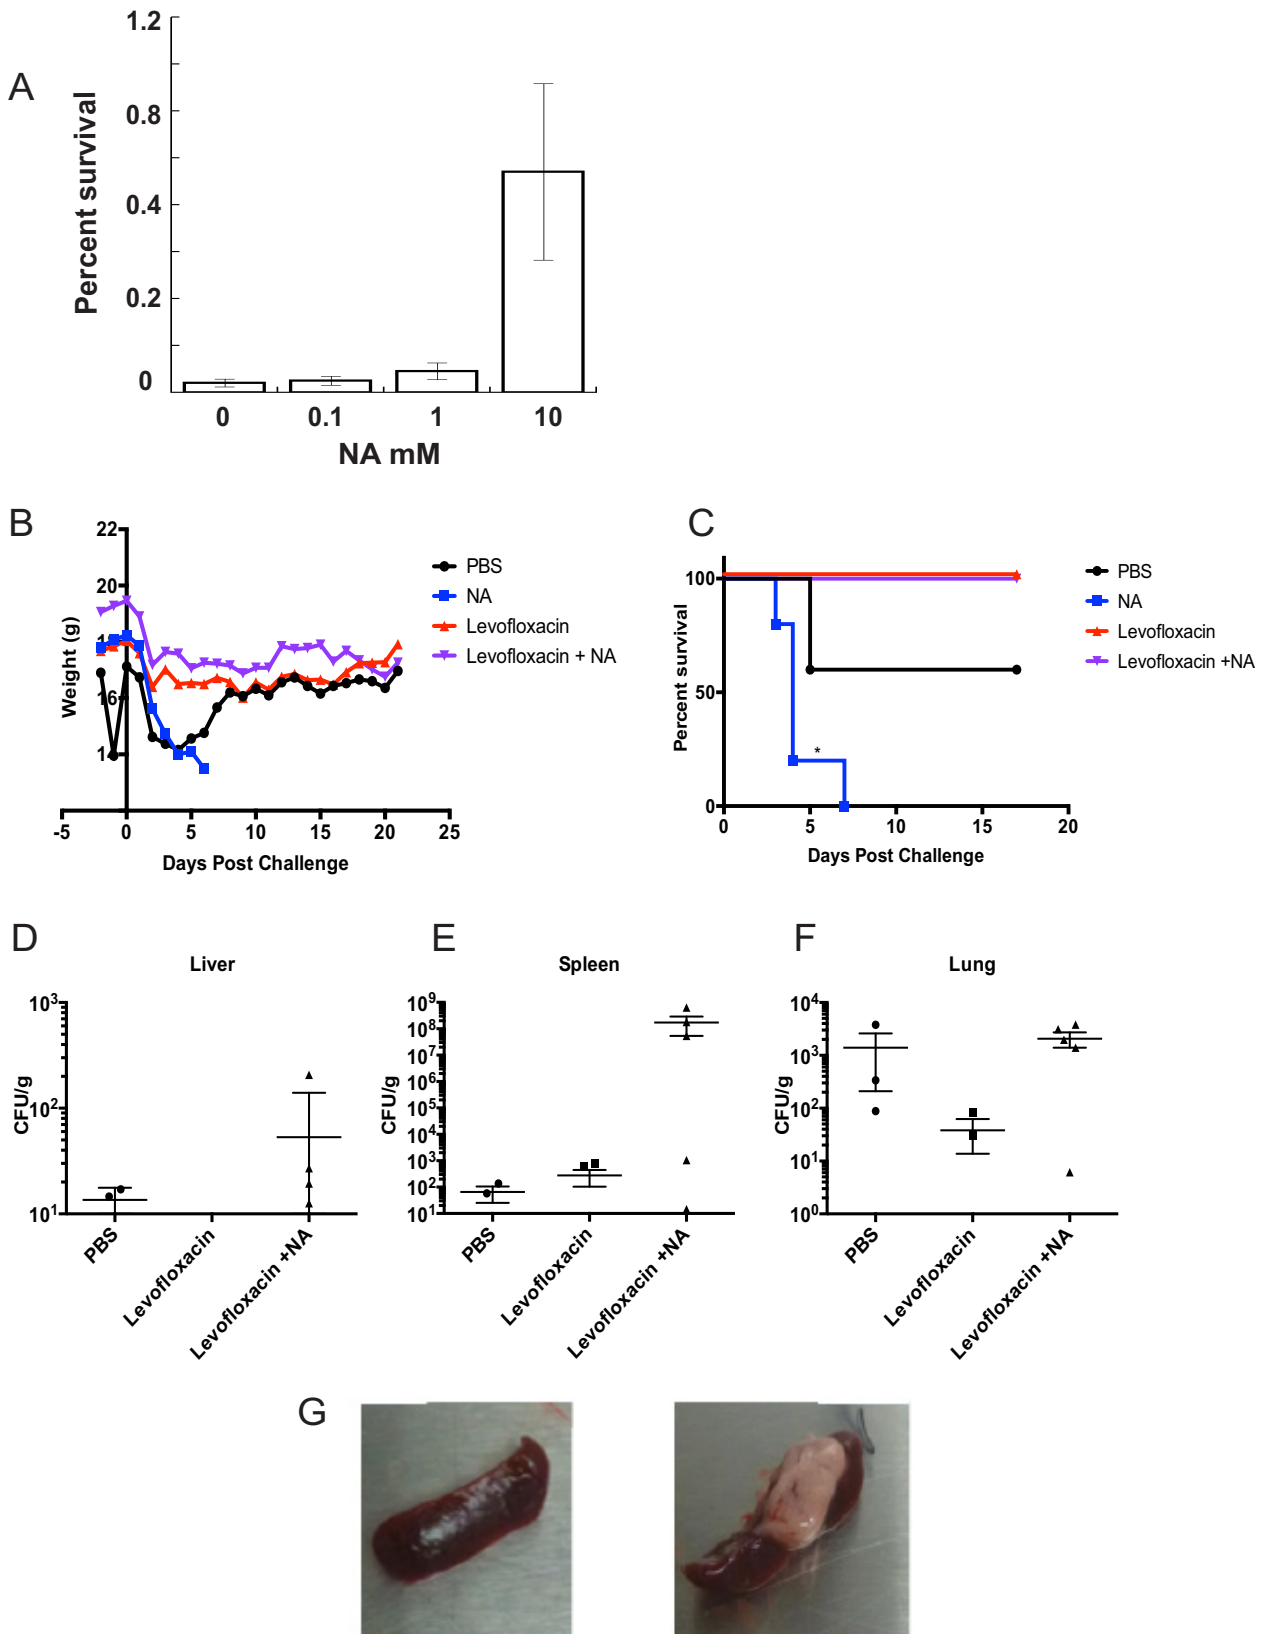 A
Percent survival
1.2
0.8
0.4
0.2
0
0 0.1 1 10
NA mM
B
Weight (g)
22
20
18
16
14
-5 0 5 10 15 20 25
Days Post Challenge
PBS
NA
Levofloxacin
Levofloxacin + NA
C
Percent survival
100
50
0
*
0 5 10 15 20
Days Post Challenge
PBS
NA
Levofloxacin
Levofloxacin +NA
D
Liver
CFU/g
10³
10²
10¹
PBS
Levofloxacin
Levofloxacin +NA
E
Spleen
CFU/g
10⁹
10⁸
10⁷
10⁶
10⁵
10⁴
10³
10²
10¹
PBS
Levofloxacin
Levofloxacin +NA
F
Lung
CFU/g
10⁴
10³
10²
10¹
10⁰
PBS
Levofloxacin
Levofloxacin +NA
G